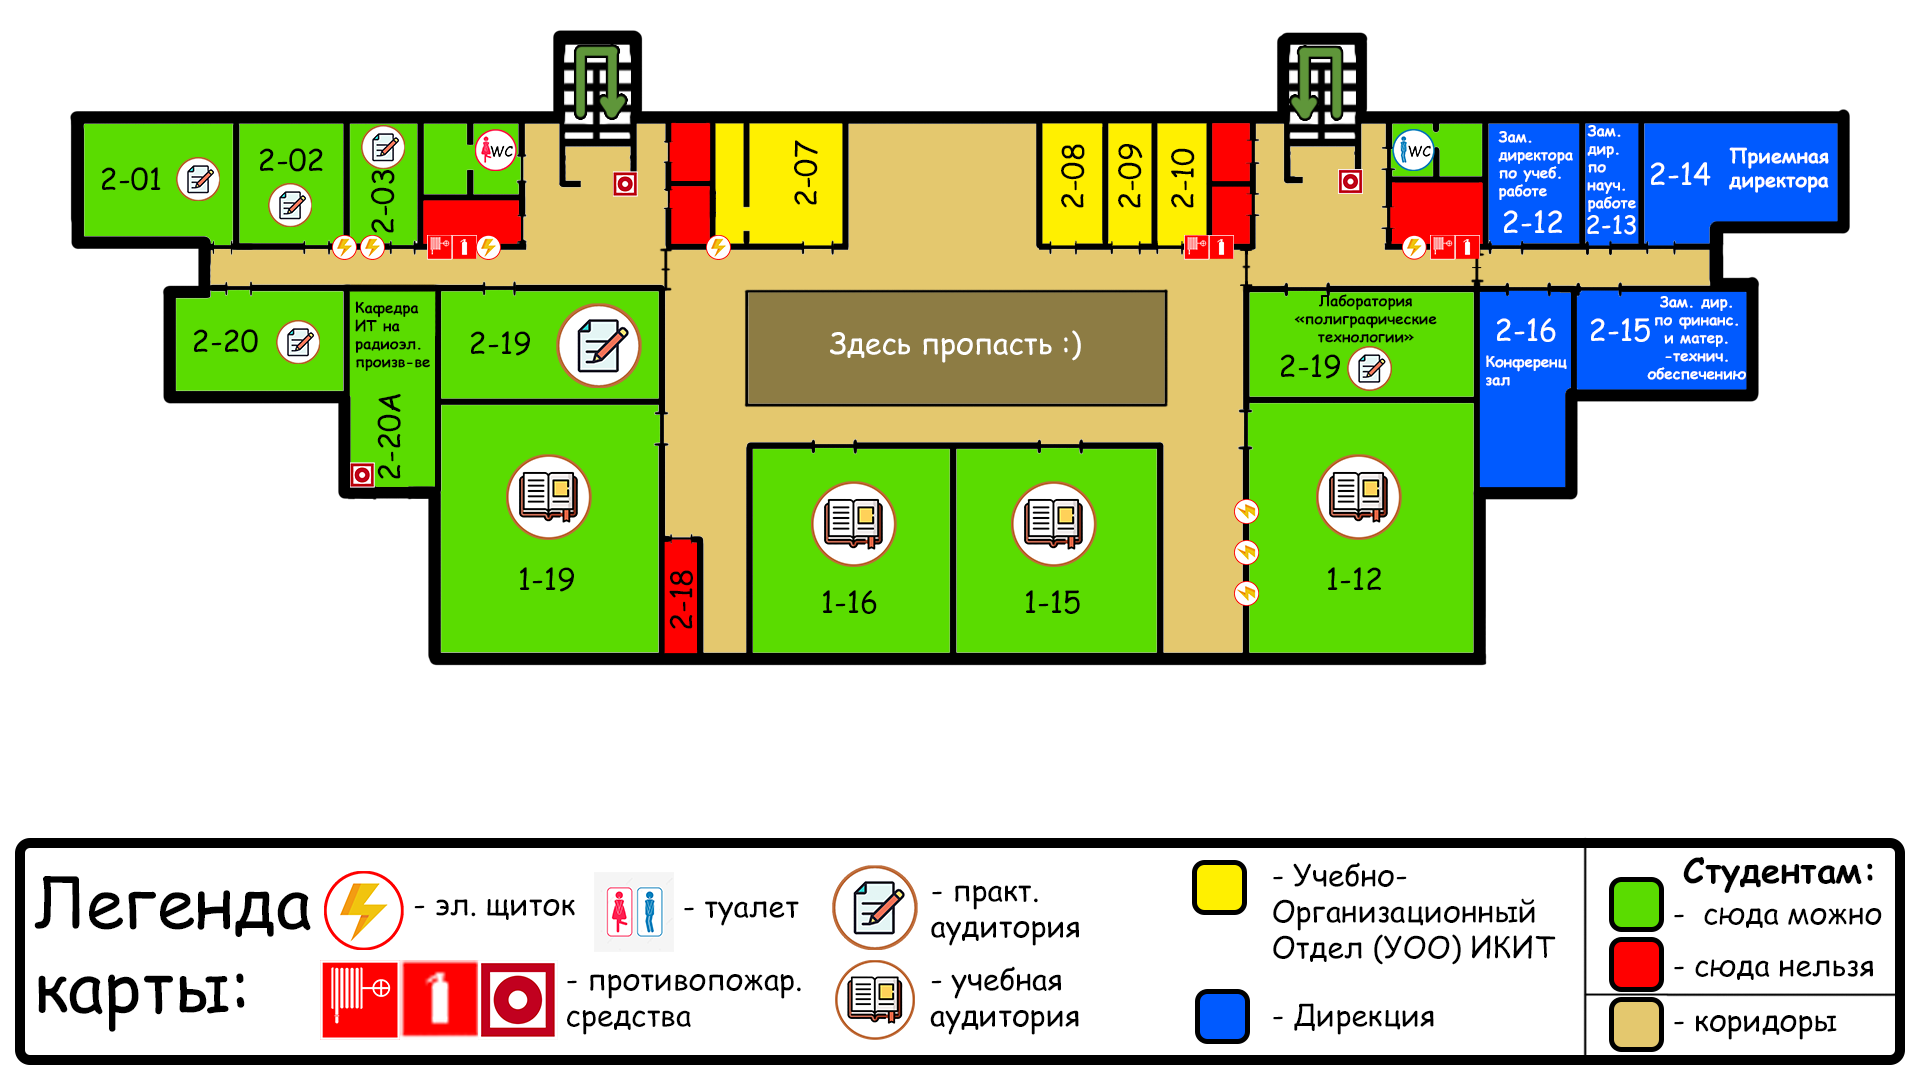 2-01
2-02
2-03
WC
2-07
2-08
2-09
2-10
WC
Зам.
директора
по учеб.
работе
2-12
Зам.
дир.
по
науч.
работе
2-13
2-14
Приемная
директора
2-20
Кафедра
ИТ на
радиоэл.
произв-ве
2-20А
2-19
Здесь пропасть :)
Лаборатория
«полиграфические
технологии»
2-19
2-16
Конференц
зал
2-15
Зам. дир.
по финанс.
и матер.
-технич.
обеспечению
1-19
2-18
1-16
1-15
1-12
Легенда
карты:
- эл. щиток
- туалет
- противопожар.
средства
- практ.
аудитория
- учебная
аудитория
- Учебно-
Организационный
Отдел (УОО) ИКИТ
- Дирекция
Студентам:
- сюда можно
- сюда нельзя
- коридоры